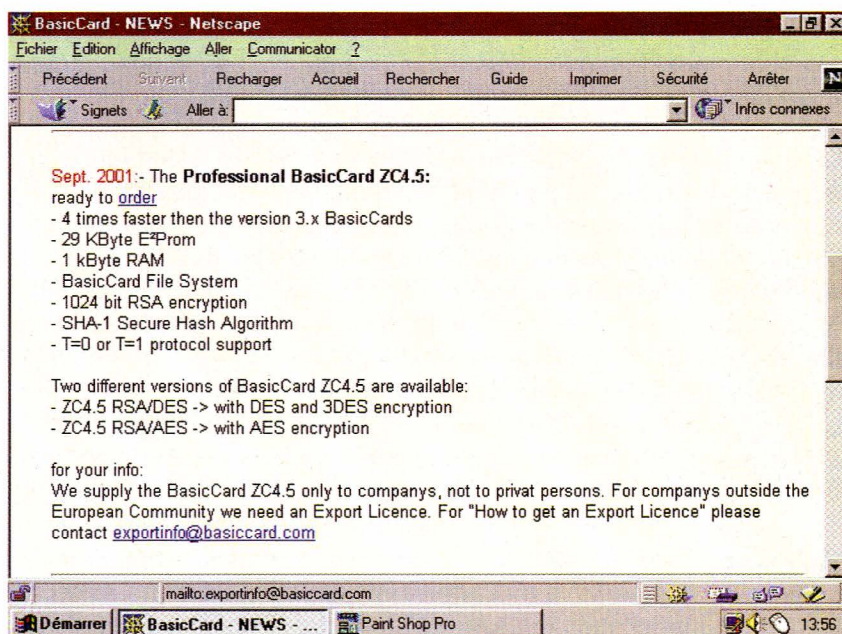 BasicCard - NEWS - Netscape
Fichier Edition Affichage Aller Communicator ?
Précédent Suivant Recharger Accueil Rechercher Guide Imprimer Sécurité Arrêter N
Signets Aller à: Infos connexes
Sept. 2001:- The Professional BasicCard ZC4.5:
ready to order
- 4 times faster then the version 3.x BasicCards
- 29 KByte E²Prom
- 1 kByte RAM
- BasicCard File System
- 1024 bit RSA encryption
- SHA-1 Secure Hash Algorithm
- T=0 or T=1 protocol support
Two different versions of BasicCard ZC4.5 are available:
- ZC4.5 RSA/DES -> with DES and 3DES encryption
- ZC4.5 RSA/AES -> with AES encryption
for your info:
We supply the BasicCard ZC4.5 only to companys, not to privat persons. For companys outside the
European Community we need an Export Licence. For "How to get an Export Licence" please
contact exportinfo@basiccard.com
mailto:exportinfo@basiccard.com
Démarrer BasicCard - NEWS - ... Paint Shop Pro 13:56